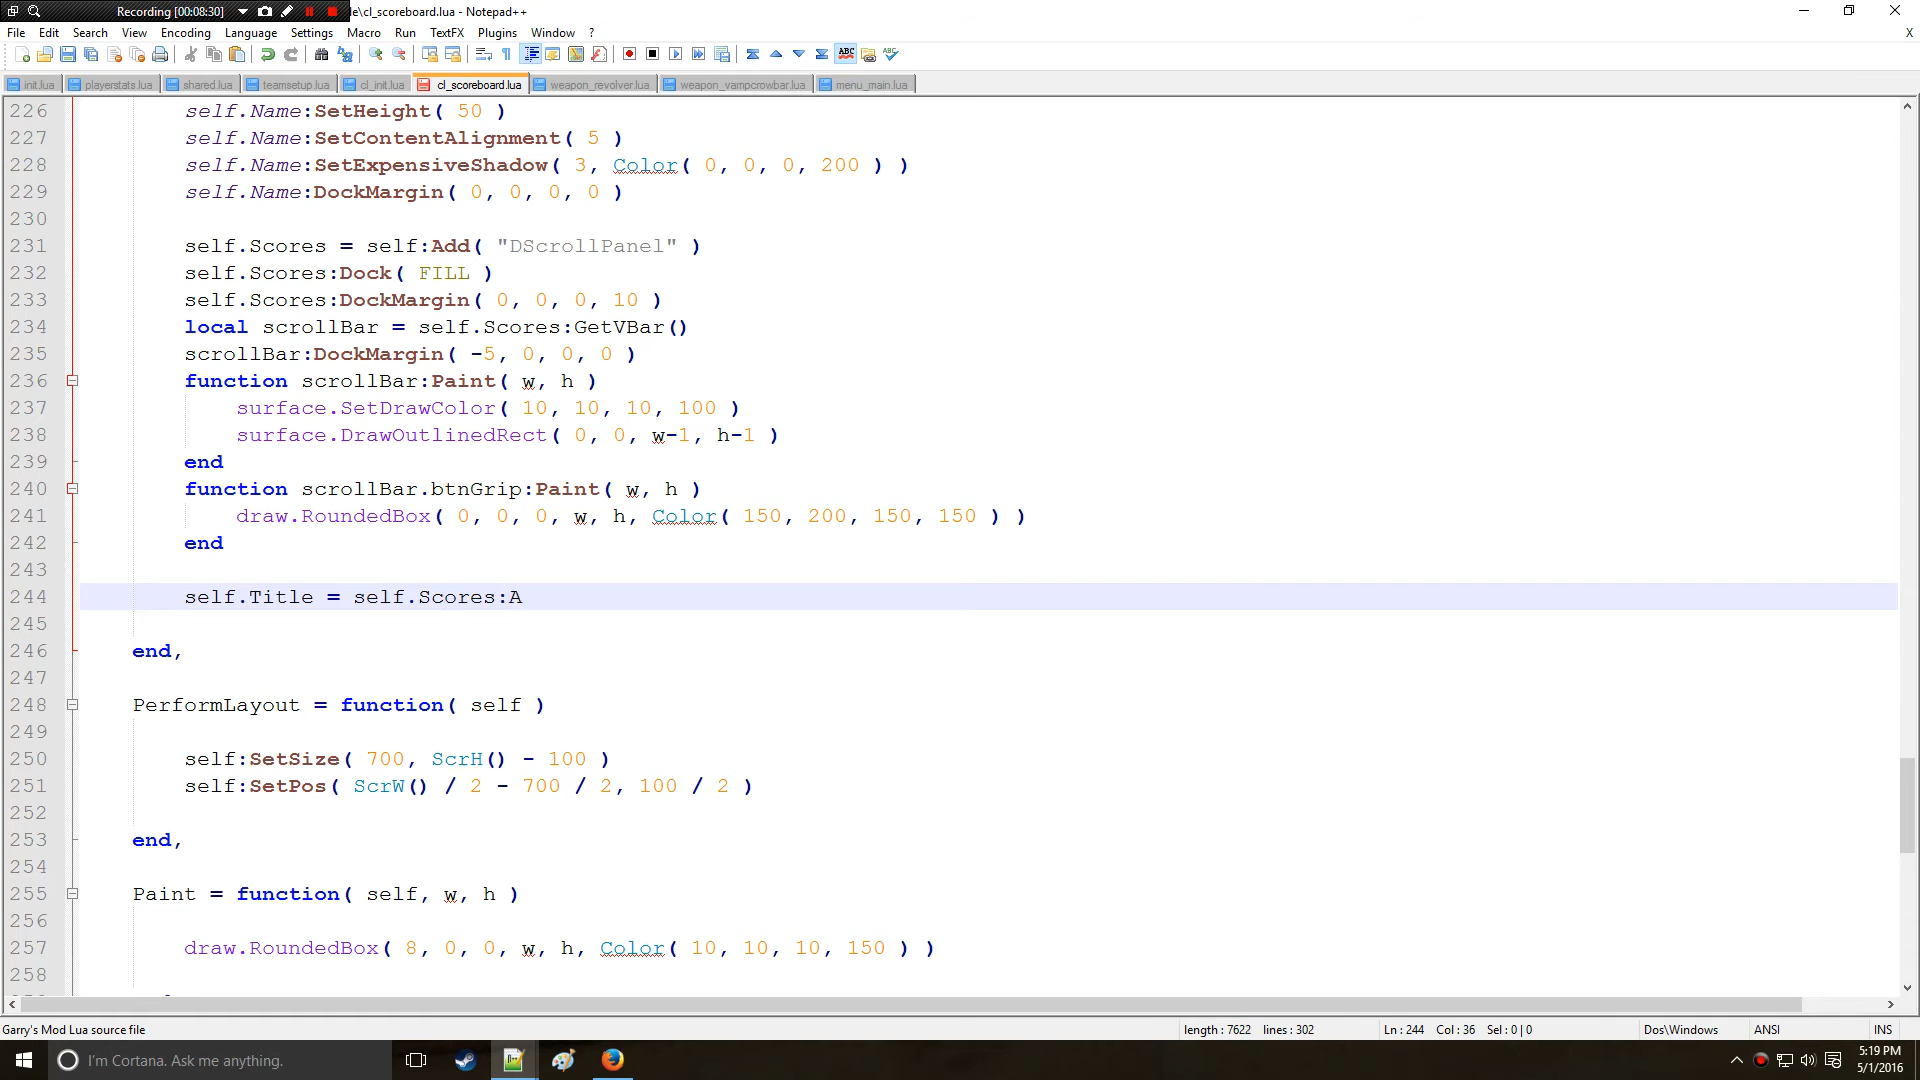 Recording [00:08:30] le\cl_scoreboard.lua - Notepad++
File Edit Search View Encoding Language Settings Macro Run TextFX Plugins Window ? X
init.lua playerstats.lua shared.lua teamsetup.lua cl_init.lua cl_scoreboard.lua weapon_revolver.lua weapon_vampcrowbar.lua menu_main.lua
226 self.Name:SetHeight( 50 )
227 self.Name:SetContentAlignment( 5 )
228 self.Name:SetExpensiveShadow( 3, Color( 0, 0, 0, 200 ) )
229 self.Name:DockMargin( 0, 0, 0, 0 )
230
231 self.Scores = self:Add( "DScrollPanel" )
232 self.Scores:Dock( FILL )
233 self.Scores:DockMargin( 0, 0, 0, 10 )
234 local scrollBar = self.Scores:GetVBar()
235 scrollBar:DockMargin( -5, 0, 0, 0 )
236 function scrollBar:Paint( w, h )
237 surface.SetDrawColor( 10, 10, 10, 100 )
238 surface.DrawOutlinedRect( 0, 0, w-1, h-1 )
239 end
240 function scrollBar.btnGrip:Paint( w, h )
241 draw.RoundedBox( 0, 0, 0, w, h, Color( 150, 200, 150, 150 ) )
242 end
243
244 self.Title = self.Scores:A
245
246 end,
247
248 PerformLayout = function( self )
249
250 self:SetSize( 700, ScrH() - 100 )
251 self:SetPos( ScrW() / 2 - 700 / 2, 100 / 2 )
252
253 end,
254
255 Paint = function( self, w, h )
256
257 draw.RoundedBox( 8, 0, 0, w, h, Color( 10, 10, 10, 150 ) )
258
Garry's Mod Lua source file length : 7622 lines : 302 Ln : 244 Col : 36 Sel : 0 | 0 Dos\Windows ANSI INS
I'm Cortana. Ask me anything. 5:19 PM
5/1/2016